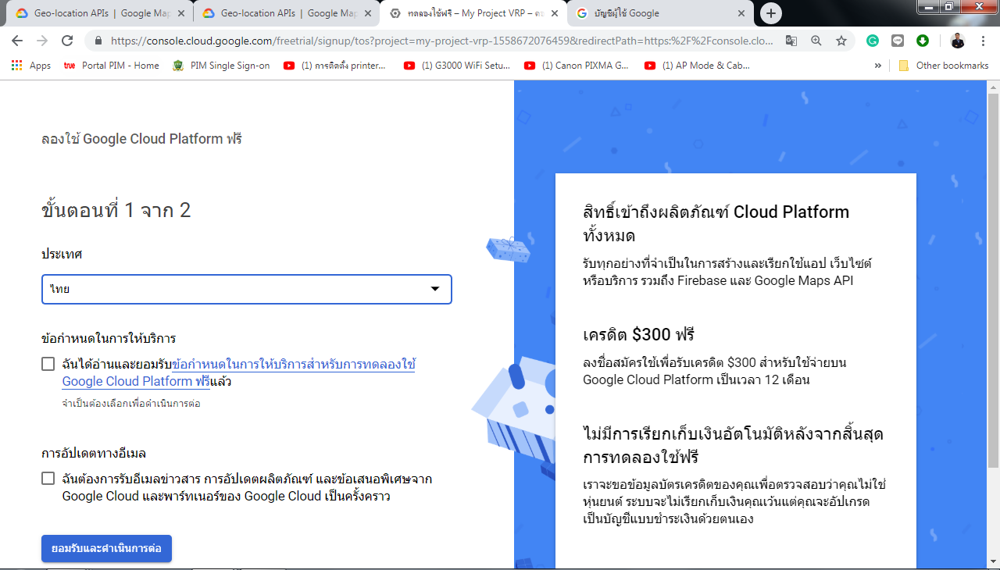 Geo-location APIs | Google Map
Geo-location APIs | Google Map
ทดลองใช้ฟรี – My Project VRP – คอ
บัญชีผู้ใช้ Google
https://console.cloud.google.com/freetrial/signup/tos?project=my-project-vrp-1558672076459&redirectPath=https:%2F%2Fconsole.clo...
Apps
true
Portal PIM - Home
PIM Single Sign-on
(1) การติดตั้ง printer...
(1) G3000 WiFi Setu...
(1) Canon PIXMA G...
(1) AP Mode & Cab...
»
Other bookmarks
ลองใช้ Google Cloud Platform ฟรี
ขั้นตอนที่ 1 จาก 2
ประเทศ
ไทย
ข้อกำหนดในการให้บริการ
ฉันได้อ่านและยอมรับข้อกำหนดในการให้บริการสำหรับการทดลองใช้
Google Cloud Platform ฟรีแล้ว
จำเป็นต้องเลือกเพื่อดำเนินการต่อ
การอัปเดตทางอีเมล
ฉันต้องการรับอีเมลข่าวสาร การอัปเดตผลิตภัณฑ์ และข้อเสนอพิเศษจาก
Google Cloud และพาร์ทเนอร์ของ Google Cloud เป็นครั้งคราว
ยอมรับและดำเนินการต่อ
สิทธิ์เข้าถึงผลิตภัณฑ์ Cloud Platform
ทั้งหมด
รับทุกอย่างที่จำเป็นในการสร้างและเรียกใช้แอป เว็บไซต์
หรือบริการ รวมถึง Firebase และ Google Maps API
เครดิต $300 ฟรี
ลงชื่อสมัครใช้เพื่อรับเครดิต $300 สำหรับใช้จ่ายบน
Google Cloud Platform เป็นเวลา 12 เดือน
ไม่มีการเรียกเก็บเงินอัตโนมัติหลังจากสิ้นสุด
การทดลองใช้ฟรี
เราจะขอข้อมูลบัตรเครดิตของคุณเพื่อตรวจสอบว่าคุณไม่ใช่
หุ่นยนต์ ระบบจะไม่เรียกเก็บเงินคุณเว้นแต่คุณจะอัปเกรด
เป็นบัญชีแบบชำระเงินด้วยตนเอง